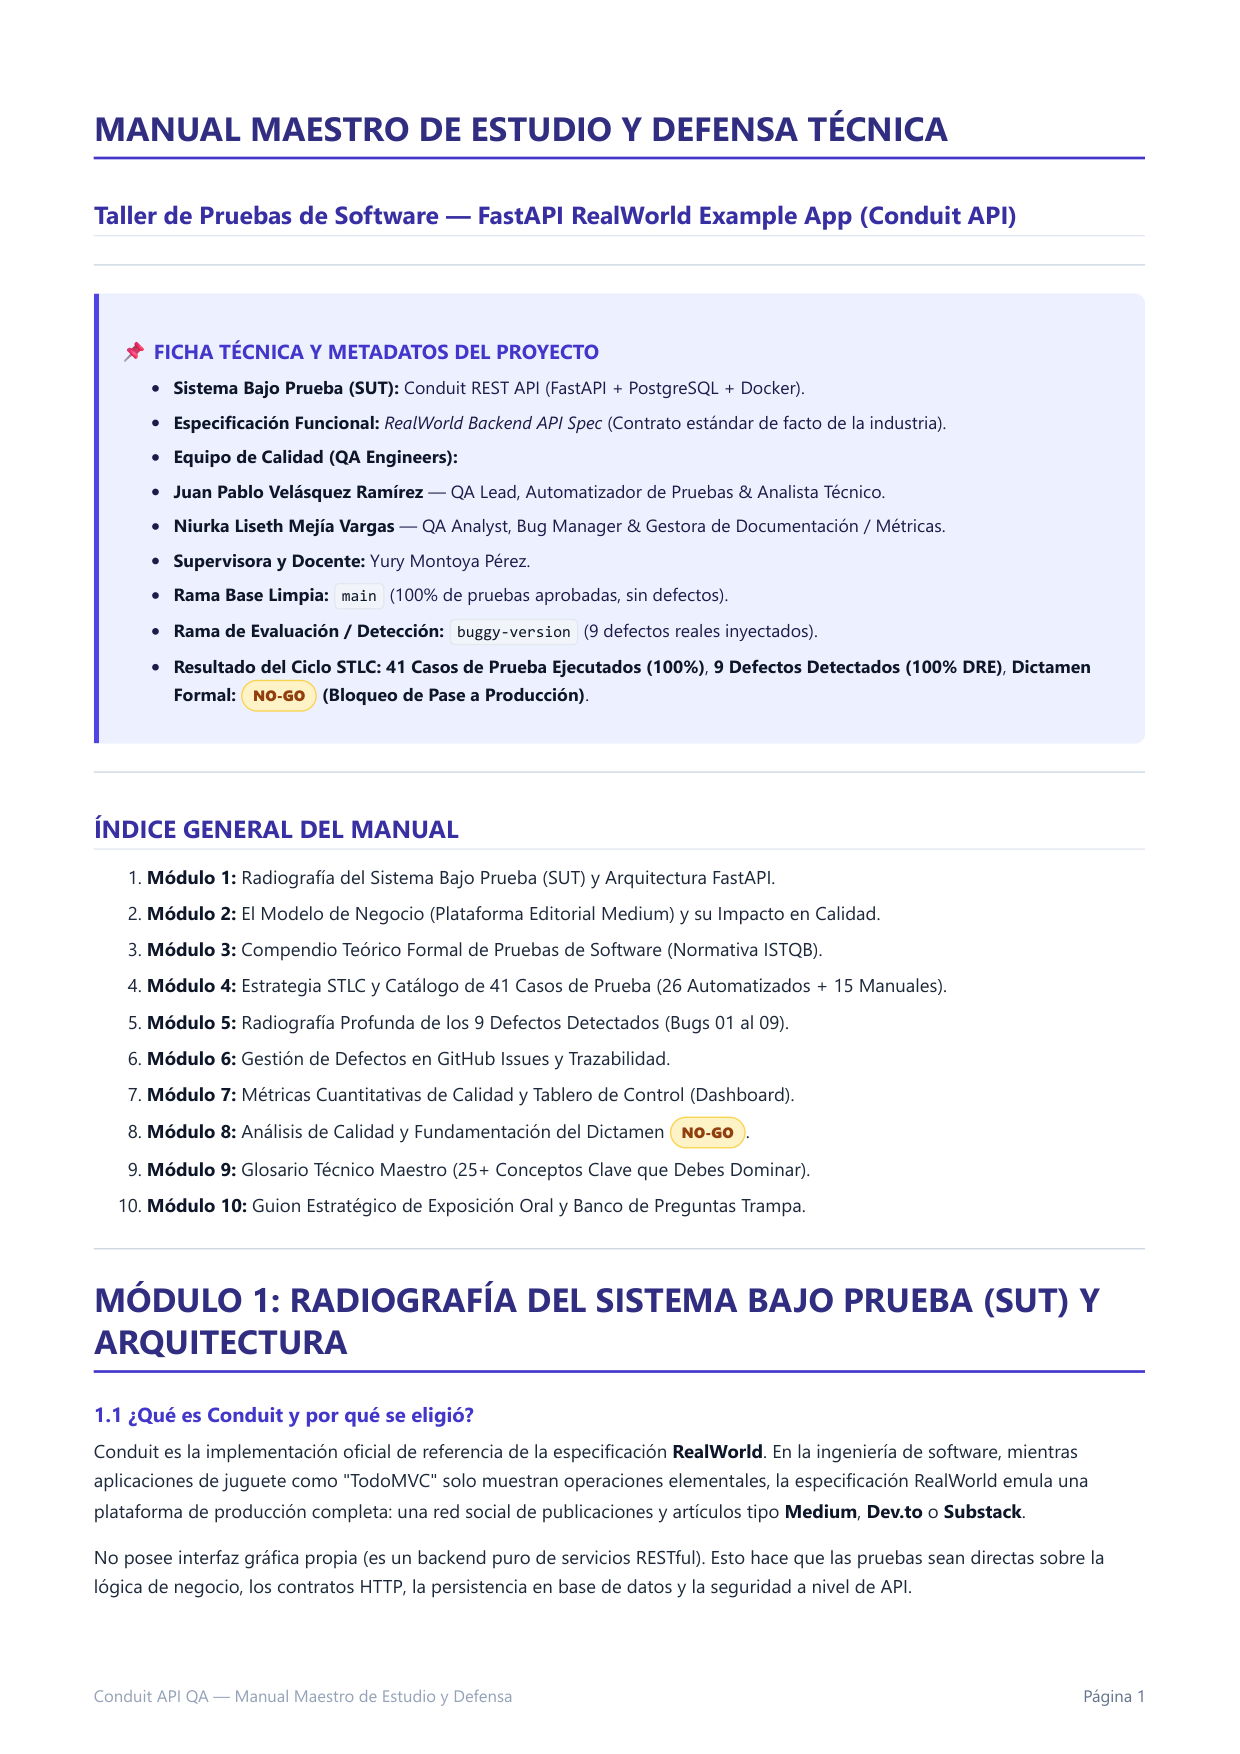 MANUAL MAESTRO DE ESTUDIO Y DEFENSA TÉCNICA
Taller de Pruebas de Software — FastAPI RealWorld Example App (Conduit API)
📌 FICHA TÉCNICA Y METADATOS DEL PROYECTO
• Sistema Bajo Prueba (SUT): Conduit REST API (FastAPI + PostgreSQL + Docker).
• Especificación Funcional: RealWorld Backend API Spec (Contrato estándar de facto de la industria).
• Equipo de Calidad (QA Engineers):
• Juan Pablo Velásquez Ramírez — QA Lead, Automatizador de Pruebas & Analista Técnico.
• Niurka Liseth Mejía Vargas — QA Analyst, Bug Manager & Gestora de Documentación / Métricas.
• Supervisora y Docente: Yury Montoya Pérez.
• Rama Base Limpia: main (100% de pruebas aprobadas, sin defectos).
• Rama de Evaluación / Detección: buggy-version (9 defectos reales inyectados).
• Resultado del Ciclo STLC: 41 Casos de Prueba Ejecutados (100%), 9 Defectos Detectados (100% DRE), Dictamen
Formal: NO-GO (Bloqueo de Pase a Producción).
ÍNDICE GENERAL DEL MANUAL
1. Módulo 1: Radiografía del Sistema Bajo Prueba (SUT) y Arquitectura FastAPI.
2. Módulo 2: El Modelo de Negocio (Plataforma Editorial Medium) y su Impacto en Calidad.
3. Módulo 3: Compendio Teórico Formal de Pruebas de Software (Normativa ISTQB).
4. Módulo 4: Estrategia STLC y Catálogo de 41 Casos de Prueba (26 Automatizados + 15 Manuales).
5. Módulo 5: Radiografía Profunda de los 9 Defectos Detectados (Bugs 01 al 09).
6. Módulo 6: Gestión de Defectos en GitHub Issues y Trazabilidad.
7. Módulo 7: Métricas Cuantitativas de Calidad y Tablero de Control (Dashboard).
8. Módulo 8: Análisis de Calidad y Fundamentación del Dictamen NO-GO.
9. Módulo 9: Glosario Técnico Maestro (25+ Conceptos Clave que Debes Dominar).
10. Módulo 10: Guion Estratégico de Exposición Oral y Banco de Preguntas Trampa.
MÓDULO 1: RADIOGRAFÍA DEL SISTEMA BAJO PRUEBA (SUT) Y
ARQUITECTURA
1.1 ¿Qué es Conduit y por qué se eligió?
Conduit es la implementación oficial de referencia de la especificación RealWorld. En la ingeniería de software, mientras
aplicaciones de juguete como "TodoMVC" solo muestran operaciones elementales, la especificación RealWorld emula una
plataforma de producción completa: una red social de publicaciones y artículos tipo Medium, Dev.to o Substack.
No posee interfaz gráfica propia (es un backend puro de servicios RESTful). Esto hace que las pruebas sean directas sobre la
lógica de negocio, los contratos HTTP, la persistencia en base de datos y la seguridad a nivel de API.
Conduit API QA — Manual Maestro de Estudio y Defensa
Página 1